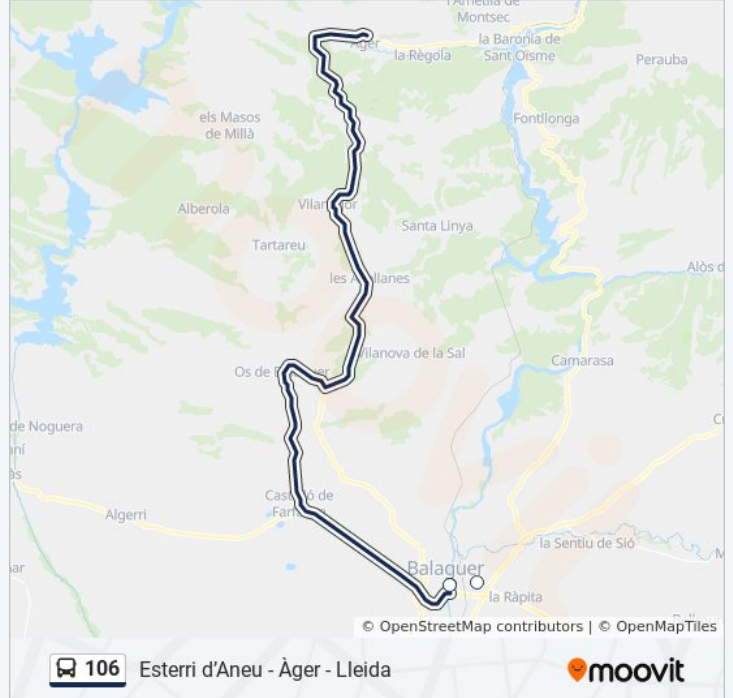 l'Ametlla de
Montsec
Àger
la Règola
la Baronia de
Sant Oïsme
Perauba
els Masos
de Millà
Fontllonga
Alberola
Santa Linya
Tartareu
Alòs d
Vilanova de la Sal
Camarasa
Os de
de Noguera
Algerri
la Sentiu de Sió
Balaguer
la Ràpita
© OpenStreetMap contributors | © OpenMapTiles
106 Esterri d'Aneu - Àger - Lleida
moovit